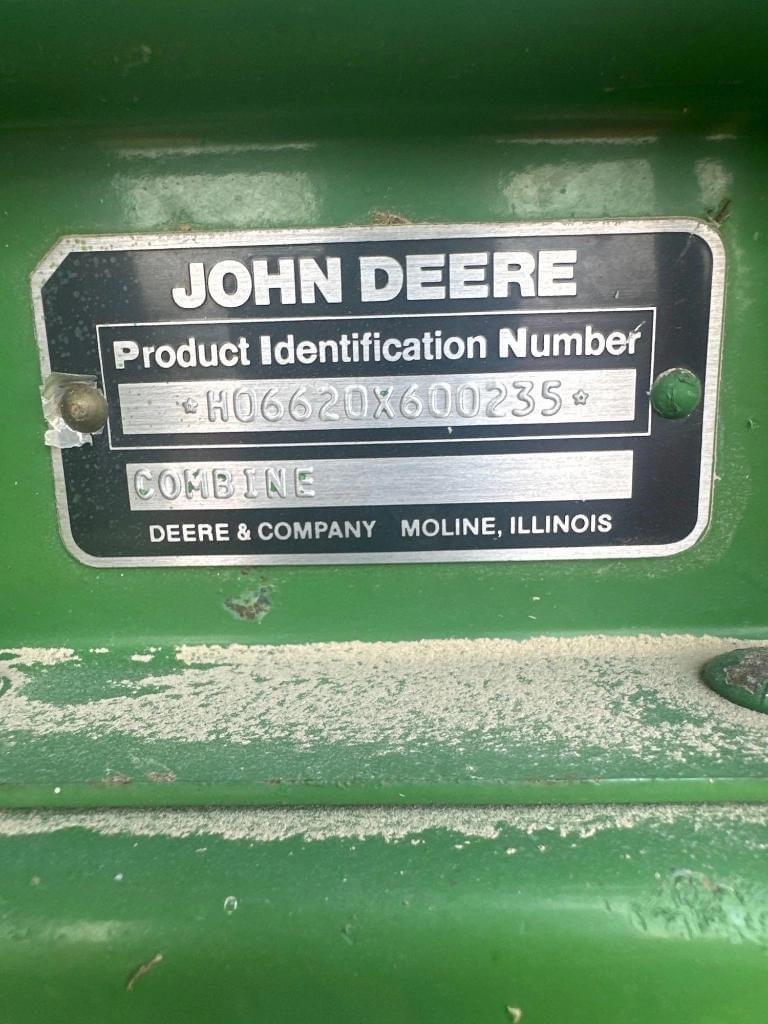 JOHN DEERE
Product Identification Number
*H06620X600235*
COMBINE
DEERE & COMPANY MOLINE, ILLINOIS